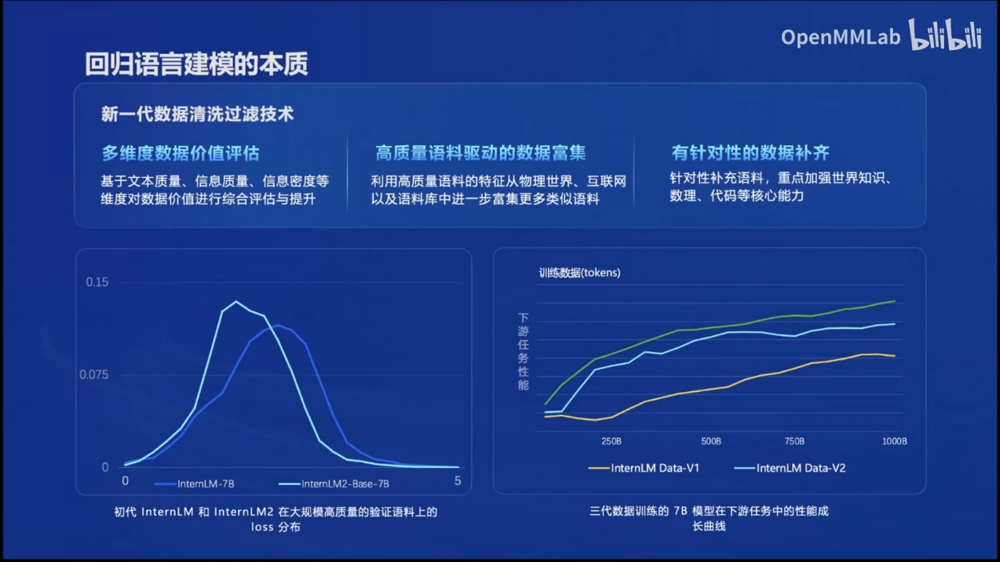 OpenMMLab bilibili
回归语言建模的本质
新一代数据清洗过滤技术
多维度数据价值评估
基于文本质量、信息质量、信息密度等
维度对数据价值进行综合评估与提升
高质量语料驱动的数据富集
利用高质量语料的特征从物理世界、互联网
以及语料库中进一步富集更多类似语料
有针对性的数据补齐
针对性补充语料，重点加强世界知识、
数理、代码等核心能力
0.15
0.075
0
0
5
InternLM-7B
InternLM2-Base-7B
初代 InternLM 和 InternLM2 在大规模高质量的验证语料上的
loss 分布
训练数据(tokens)
下游任务性能
250B
500B
750B
1000B
InternLM Data-V1
InternLM Data-V2
三代数据训练的 7B 模型在下游任务中的性能成
长曲线